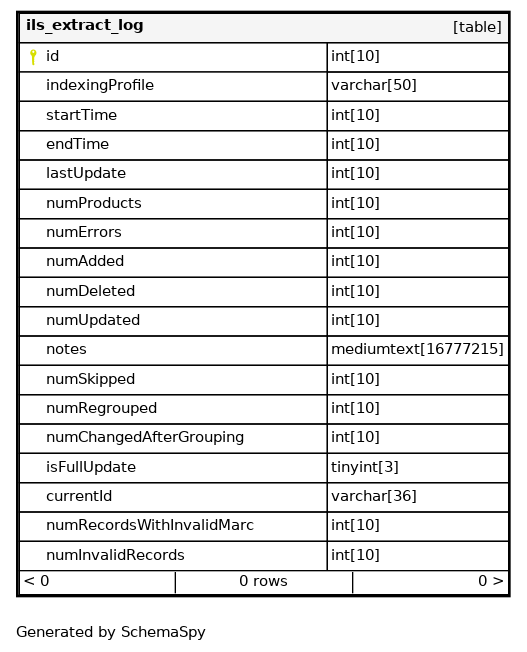 ils_extract_log [table]
id int[10]
indexingProfile varchar[50]
startTime int[10]
endTime int[10]
lastUpdate int[10]
numProducts int[10]
numErrors int[10]
numAdded int[10]
numDeleted int[10]
numUpdated int[10]
notes mediumtext[16777215]
numSkipped int[10]
numRegrouped int[10]
numChangedAfterGrouping int[10]
isFullUpdate tinyint[3]
currentId varchar[36]
numRecordsWithInvalidMarc int[10]
numInvalidRecords int[10]
< 0 0 rows 0 >
Generated by SchemaSpy